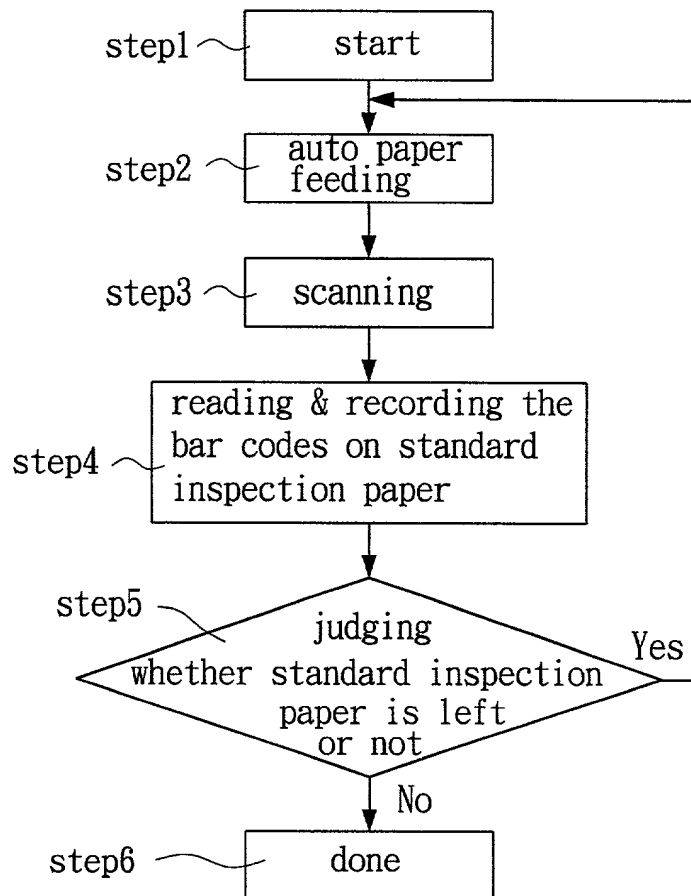 step1
start
step2
auto paper
feeding
step3
scanning
step4
reading & recording the
bar codes on standard
inspection paper
step5
judging
whether standard inspection
paper is left
or not
Yes
No
step6
done